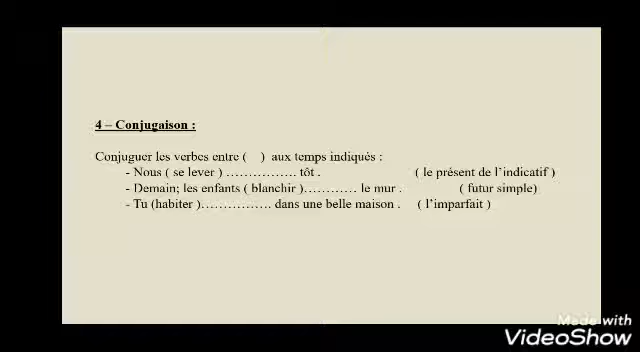 4 – Conjugaison :
Conjuguer les verbes entre (    )  aux temps indiqués :
- Nous ( se lever ) ……………. tôt .                    ( le présent de l'indicatif )
- Demain; les enfants ( blanchir )………… le mur .            ( futur simple)
- Tu (habiter )……………. dans une belle maison .    ( l'imparfait )
Made with
VideoShow